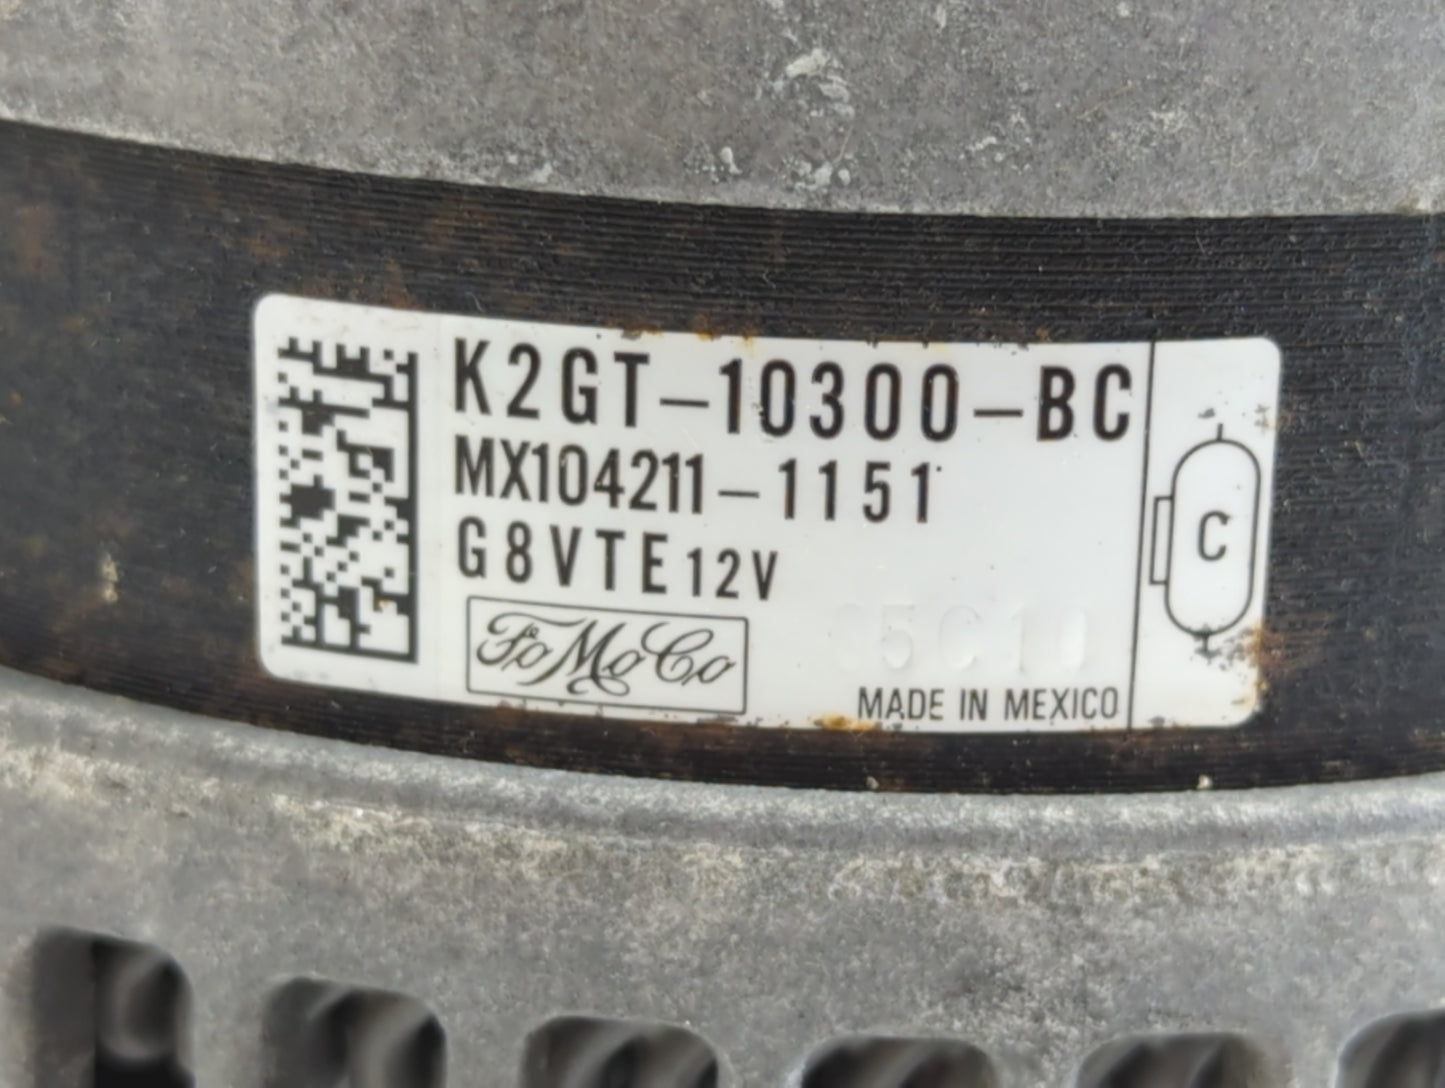 K2GT-10300-BC
MX104211-1151
G8VTE 12V
FoMoCo
C
MADE IN MEXICO